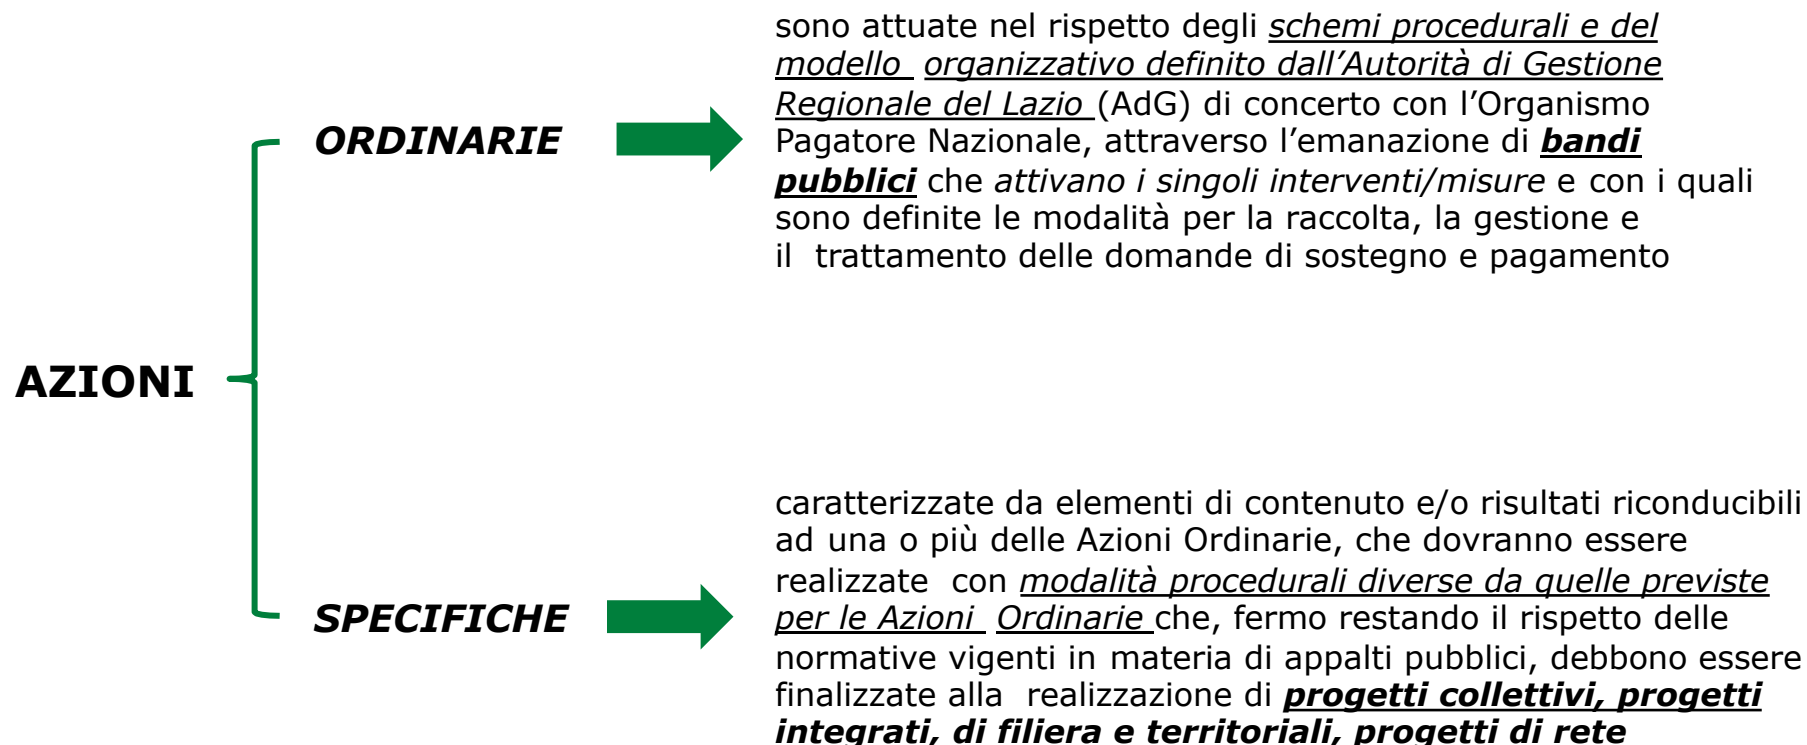 sono attuate nel rispetto degli schemi procedurali e del
modello organizzativo definito dall’Autorità di Gestione
Regionale del Lazio (AdG) di concerto con l’Organismo
Pagatore Nazionale, attraverso l’emanazione di bandi
pubblici che attivano i singoli interventi/misure e con i quali
sono definite le modalità per la raccolta, la gestione e
il trattamento delle domande di sostegno e pagamento
ORDINARIE
AZIONI
SPECIFICHE
caratterizzate da elementi di contenuto e/o risultati riconducibili
ad una o più delle Azioni Ordinarie, che dovranno essere
realizzate con modalità procedurali diverse da quelle previste
per le Azioni Ordinarie che, fermo restando il rispetto delle
normative vigenti in materia di appalti pubblici, debbono essere
finalizzate alla realizzazione di progetti collettivi, progetti
integrati, di filiera e territoriali, progetti di rete